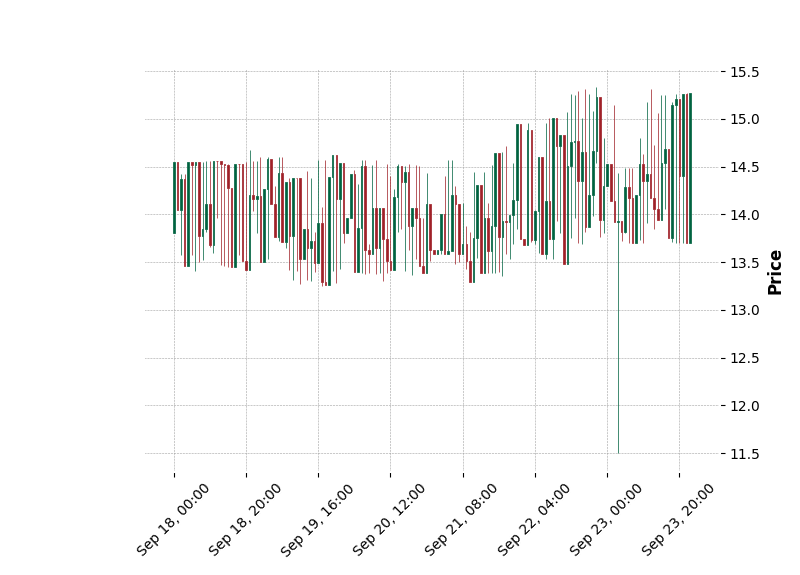 15.5
15.0
14.5
14.0
13.5
13.0
12.5
12.0
11.5
Price
Sep 18, 00:00
Sep 18, 20:00
Sep 19, 16:00
Sep 20, 12:00
Sep 21, 08:00
Sep 22, 04:00
Sep 23, 00:00
Sep 23, 20:00